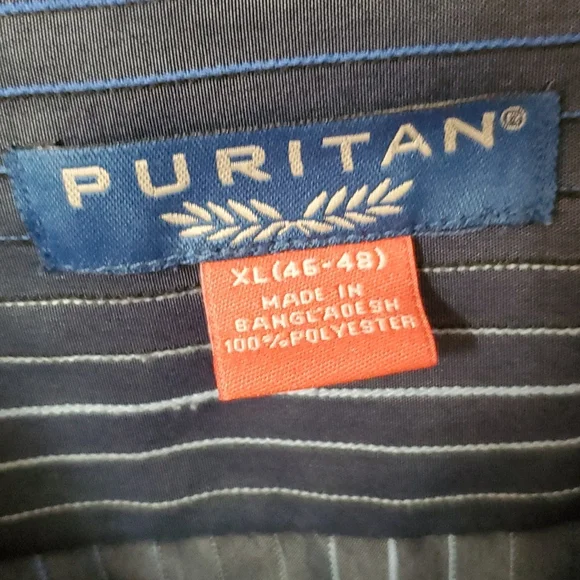 PURITAN®
XL (46-48)
MADE IN
BANGLADESH
100% POLYESTER